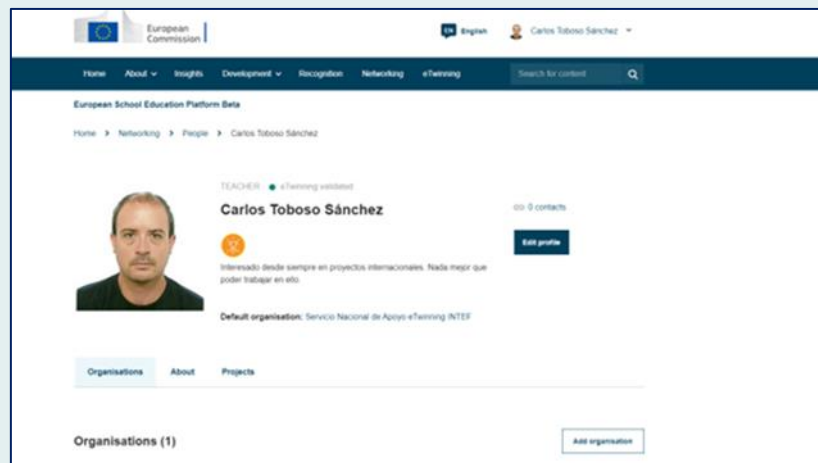 European
Commission
EN English
Carlos Toboso Sánchez
Home About Insights Development Recognition Networking eTwinning Search for content
European School Education Platform Beta
Home > Networking > People > Carlos Toboso Sánchez
TEACHER eTwinning validated
Carlos Toboso Sánchez
0 contacts
Edit profile
Interesado desde siempre en proyectos internacionales. Nada mejor que
poder trabajar en ello.
Default organisation: Servicio Nacional de Apoyo eTwinning INTEF
Organisations About Projects
Organisations (1)
Add organisation